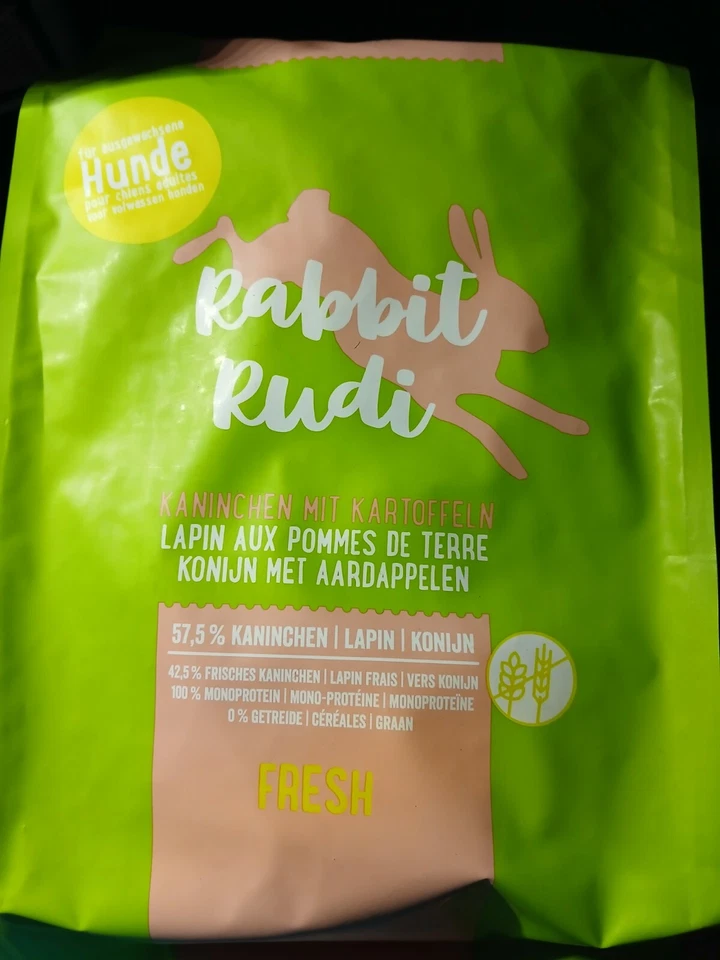 für ausgewachsene
Hunde
pour chiens adultes
voor volwassen honden
Rabbit
Rudi
KANINCHEN MIT KARTOFFELN
LAPIN AUX POMMES DE TERRE
KONIJN MET AARDAPPELEN
57,5 % KANINCHEN | LAPIN | KONIJN
42,5 % FRISCHES KANINCHEN | LAPIN FRAIS | VERS KONIJN
100 % MONOPROTEIN | MONO-PROTÉINE | MONOPROTEÏNE
0 % GETREIDE | CÉRÉALES | GRAAN
FRESH